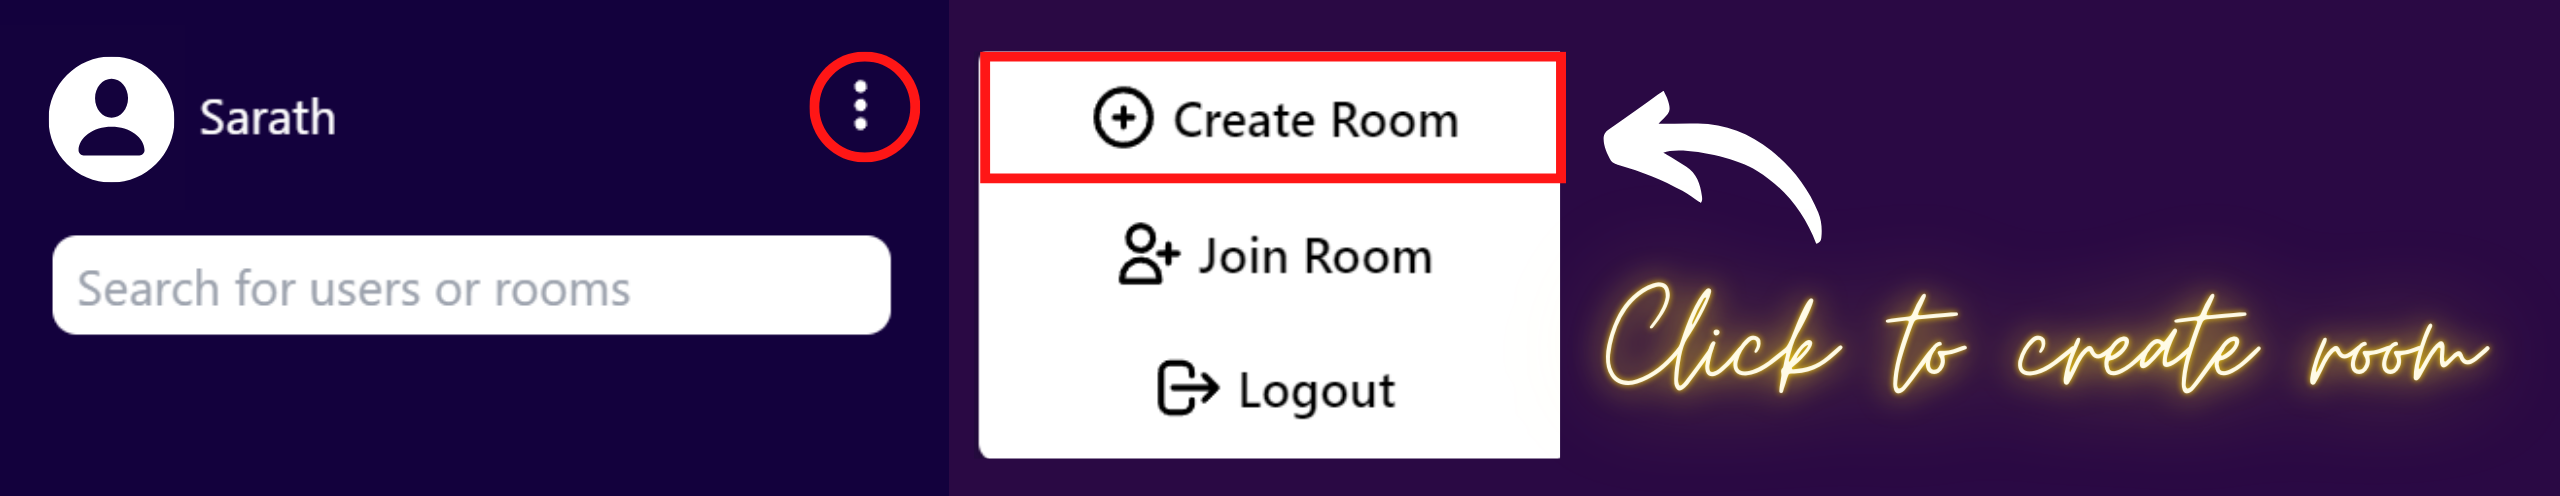 Sarath
Search for users or rooms
Create Room
Join Room
Logout
Click to create room